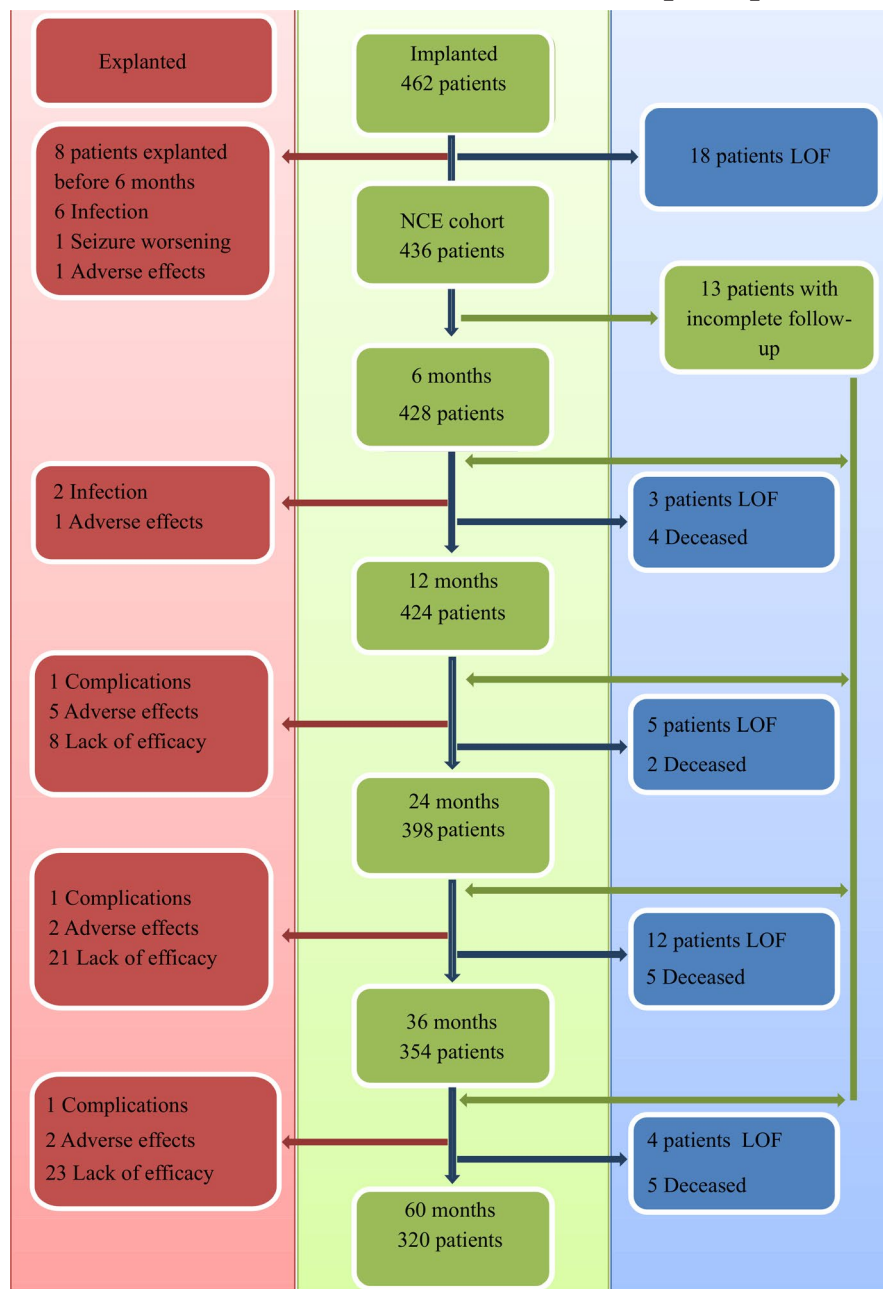 Explanted
Implanted
462 patients
8 patients explanted
before 6 months
6 Infection
1 Seizure worsening
1 Adverse effects
18 patients LOF
NCE cohort
436 patients
13 patients with
incomplete follow-
up
6 months
428 patients
2 Infection
1 Adverse effects
3 patients LOF
4 Deceased
12 months
424 patients
1 Complications
5 Adverse effects
8 Lack of efficacy
5 patients LOF
2 Deceased
24 months
398 patients
1 Complications
2 Adverse effects
21 Lack of efficacy
12 patients LOF
5 Deceased
36 months
354 patients
1 Complications
2 Adverse effects
23 Lack of efficacy
4 patients LOF
5 Deceased
60 months
320 patients